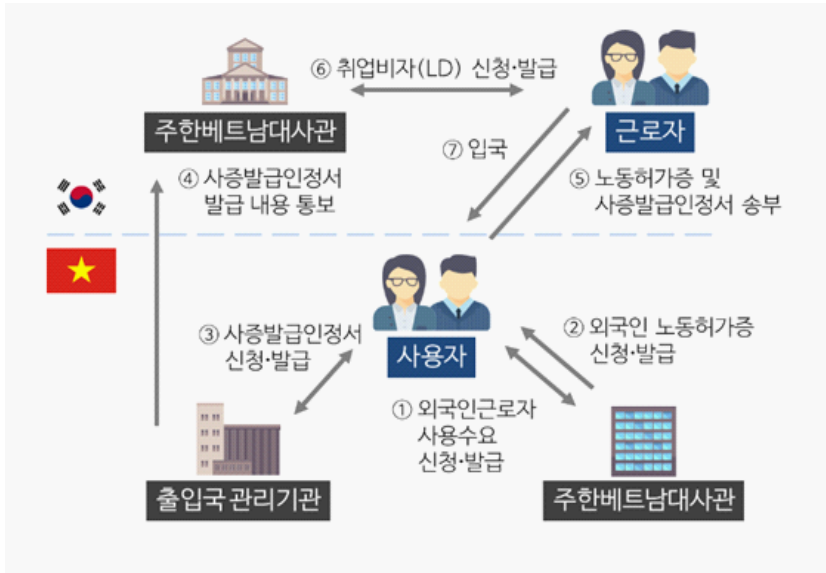 ⑥ 취업비자(LD) 신청·발급
주한베트남대사관
근로자
⑦ 입국
④ 사증발급인정서
발급 내용 통보
⑤ 노동허가증 및
사증발급인정서 송부
③ 사증발급인정서
신청·발급
사용자
② 외국인 노동허가증
신청·발급
① 외국인근로자
사용수요
신청·발급
출입국관리기관
주한베트남대사관